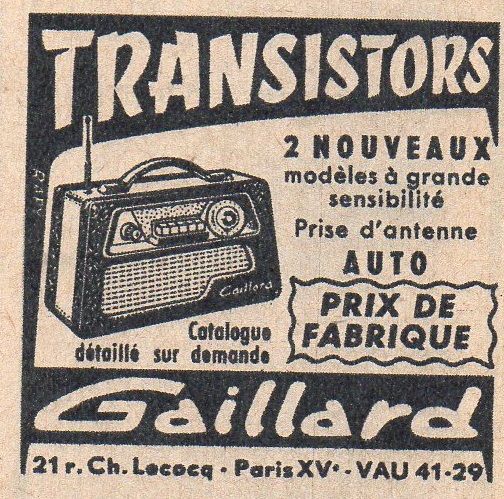 TRANSISTORS
2 NOUVEAUX
modèles à grande
sensibilité
Prise d'antenne
AUTO
PRIX DE
FABRIQUE
Gaillard
Catalogue
détaillé sur demande
Gaillard
21 r. Ch. Lecocq - Paris XVᵉ - VAU 41-29